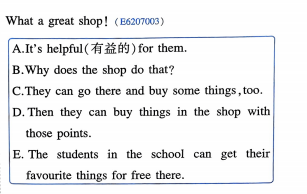 What a great shop! (E6207003)
A.It's helpful(有益的)for them.
B.Why does the shop do that?
C.They can go there and buy some things,too.
D. Then they can buy things in the shop with
those points.
E. The students in the school can get their
favourite things for free there.